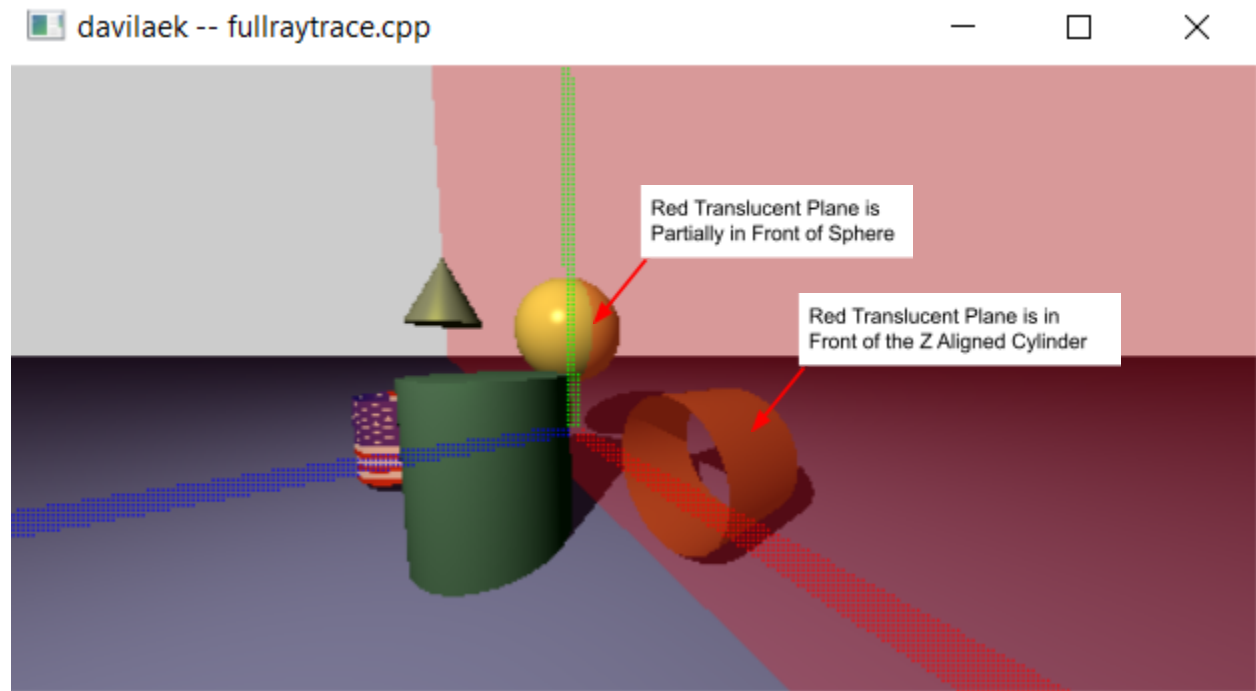 davilaek -- fullraytrace.cpp
Red Translucent Plane is
Partially in Front of Sphere
Red Translucent Plane is in
Front of the Z Aligned Cylinder